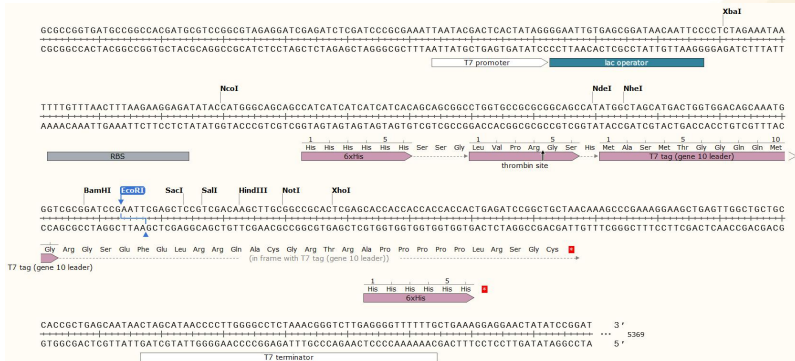 XbaI
GCGCCGGTGATGCCGGCCACGATGCGTCCGGCGTAGAGGATCGAGATCTCGATCCCGCGAAATTAATACGACTCACTATAGGGGAATTGTGAGCGGATAACAATTCCCCTCTAGAAATAA
CGCGGCCACTACGGCCGGTGCTACGCAGGCCGCATCTCCTAGCTCTAGAGCTAGGGCGCTTTAATTATGCTGAGTGATATCCCCTTAACACTCGCCTATTGTTAAGGGGAGATCTTTATT
T7 promoter lac operator
NcoI NdeI NheI
TTTTGTTTAACTTTAAGAAGGAGATATACCATGGGCAGCAGCCATCATCATCATCATCACAGCAGCGGCCTGGTGCCGCGCGGCAGCCATATGGCTAGCATGACTGGTGGACAGCAAATG
AAAACAAATTGAAATTCTTCCTCTATATGGTACCCGTCGTCGGTAGTAGTAGTAGTAGTGTCGTCGCCGGACCACGGCGCGCCGTCGGTATACCGATCGTACTGACCACCTGTCGTTTAC
1 5 1 5 1 5 10
His His His His His His Ser Ser Gly Leu Val Pro Arg Gly Ser His Met Ala Ser Met Thr Gly Gly Gln Gln Met
RBS 6xHis T7 tag (gene 10 leader)
thrombin site
BamHI EcoRI SacI SalI HindIII NotI XhoI
GGTCGCGGATCCGAATTCGAGCTCCGTCGACAAGCTTGCGGCCGCACTCGAGCACCACCACCACCACCACTGAGATCCGGCTGCTAACAAAGCCCGAAAGGAAGCTGAGTTGGCTGCTGC
CCAGCGCCTAGGCTTAAGCTCGAGGCAGCTGTTCGAACGCCGGCGTGAGCTCGTGGTGGTGGTGGTGGTGACTCTAGGCCGACGATTGTTTCGGGCTTTCCTTCGACTCAACCGACGACG
Gly Arg Gly Ser Glu Phe Glu Leu Arg Arg Gln Ala Cys Gly Arg Thr Arg Ala Pro Pro Pro Pro Leu Arg Ser Gly Cys *
(in frame with T7 tag (gene 10 leader))
T7 tag (gene 10 leader)
1 5
His His His His His His *
6xHis
CACCGCTGAGCAATAACTAGCATAACCCCTTGGGGCCTCTAAACGGGTCTTGAGGGGTTTTTTGCTGAAAGGAGGAACTATATCCGGAT 3'
... 5369
GTGGCGACTCGTTATTGATCGTATTGGGGAACCCCGGAGATTTGCCCAGAACTCCCCAAAAAACGACTTTCCTCCTTGATATAGGCCTA 5'
T7 terminator